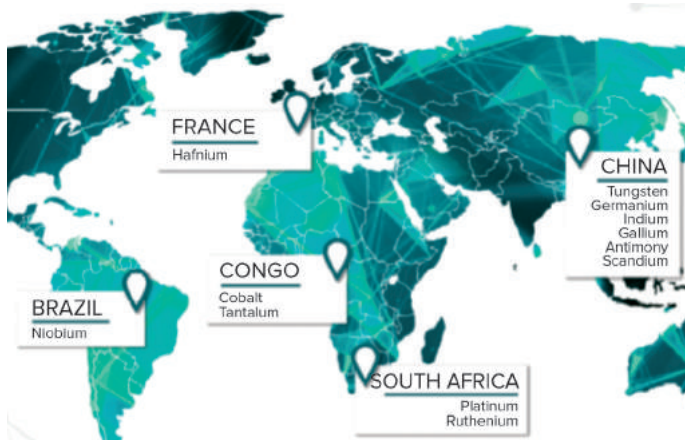 FRANCE
Hafnium
CHINA
Tungsten
Germanium
Indium
Gallium
Antimony
Scandium
CONGO
Cobalt
Tantalum
BRAZIL
Niobium
SOUTH AFRICA
Platinum
Ruthenium